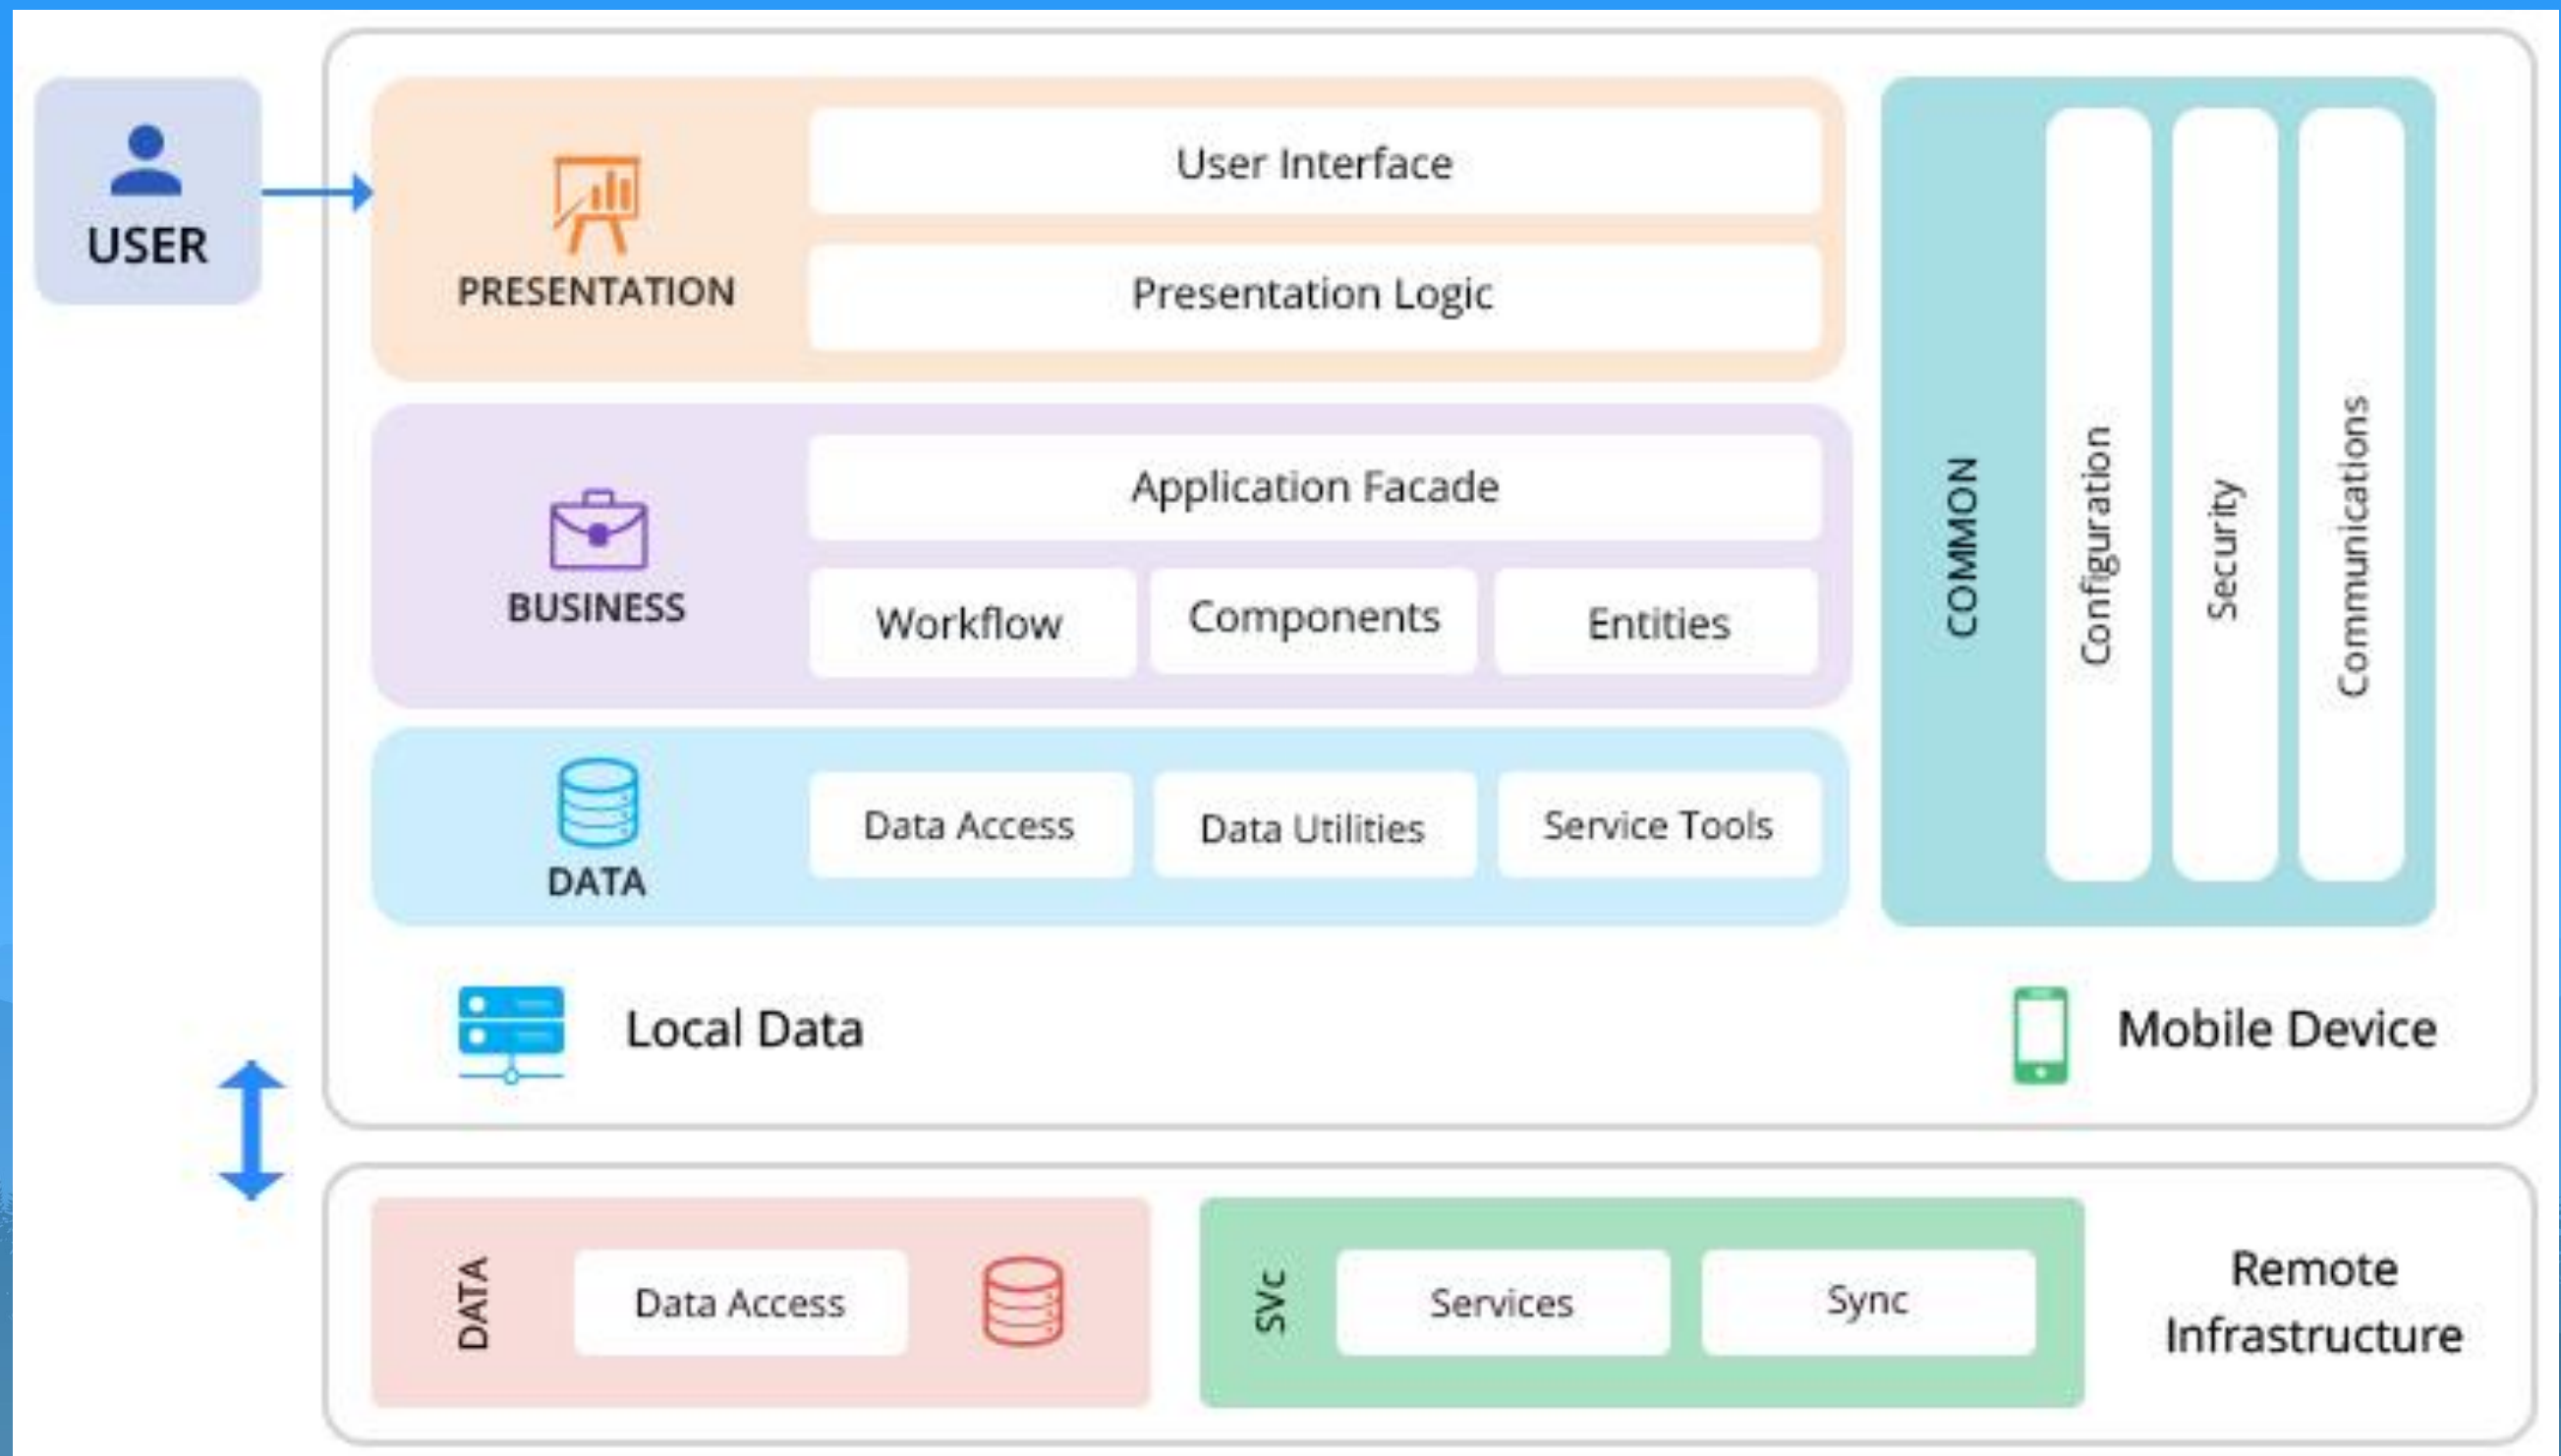 USER
PRESENTATION
User Interface
Presentation Logic
BUSINESS
Application Facade
Workflow
Components
Entities
DATA
Data Access
Data Utilities
Service Tools
COMMON
Configuration
Security
Communications
Local Data
Mobile Device
DATA
Data Access
SVc
Services
Sync
Remote
Infrastructure